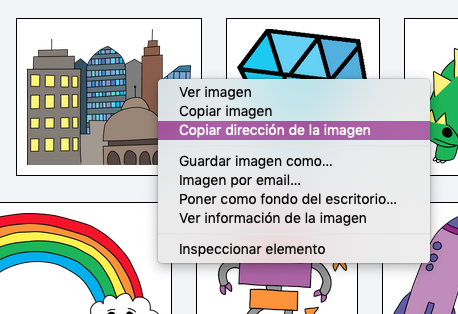 Ver imagen
Copiar imagen
Copiar dirección de la imagen
Guardar imagen como...
Imagen por email...
Poner como fondo del escritorio...
Ver información de la imagen
Inspeccionar elemento